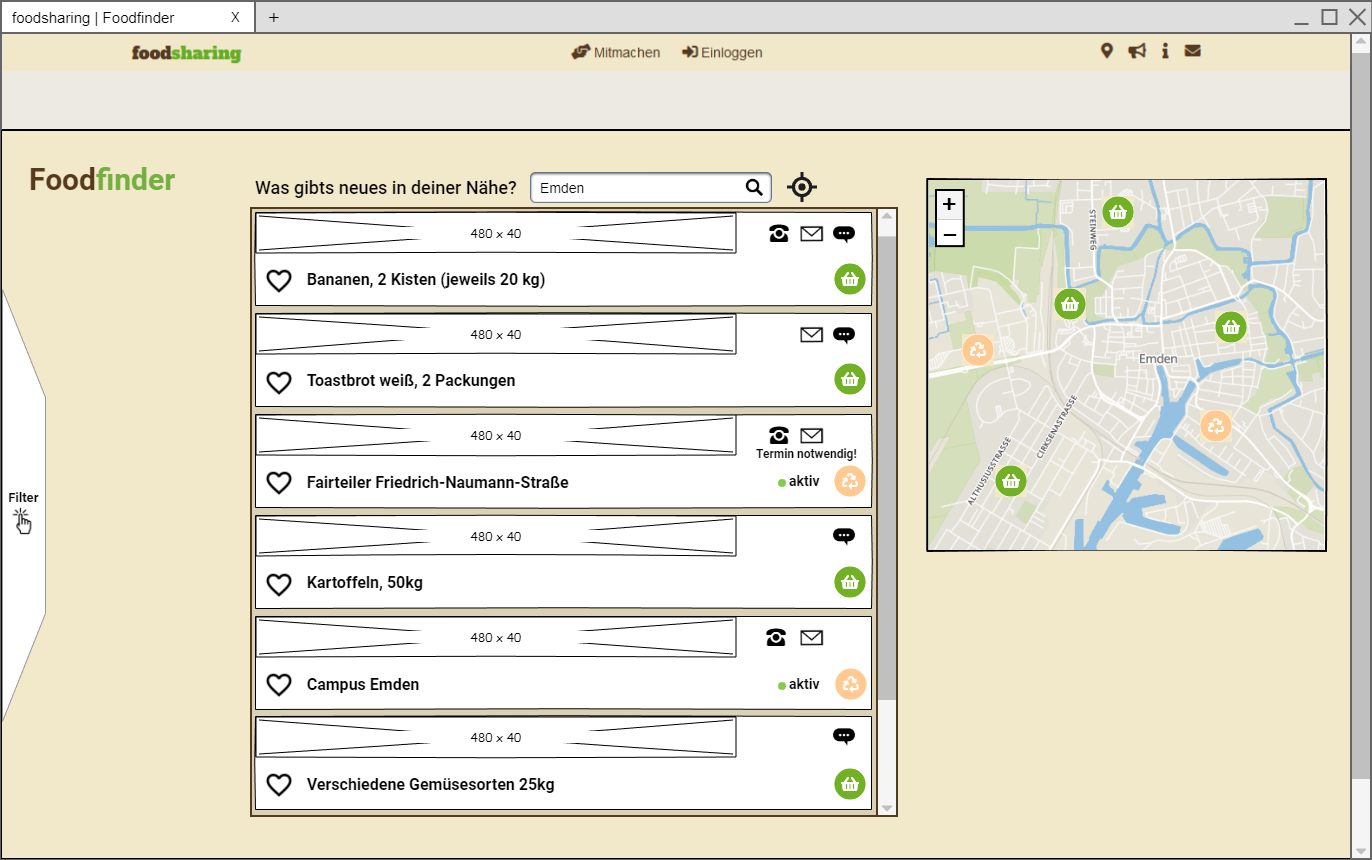 foodsharing | Foodfinder X +
foodsharing Mitmachen Einloggen
Foodfinder
Was gibts neues in deiner Nähe? Emden
480 x 40
Bananen, 2 Kisten (jeweils 20 kg)
480 x 40
Toastbrot weiß, 2 Packungen
480 x 40
Termin notwendig!
Fairteiler Friedrich-Naumann-Straße aktiv
480 x 40
Kartoffeln, 50kg
480 x 40
Campus Emden aktiv
480 x 40
Verschiedene Gemüsesorten 25kg
Filter
+
−
STEINWEG
Emden
CIRKSENASTRASSE
ALTHUSIUSSTRASSE